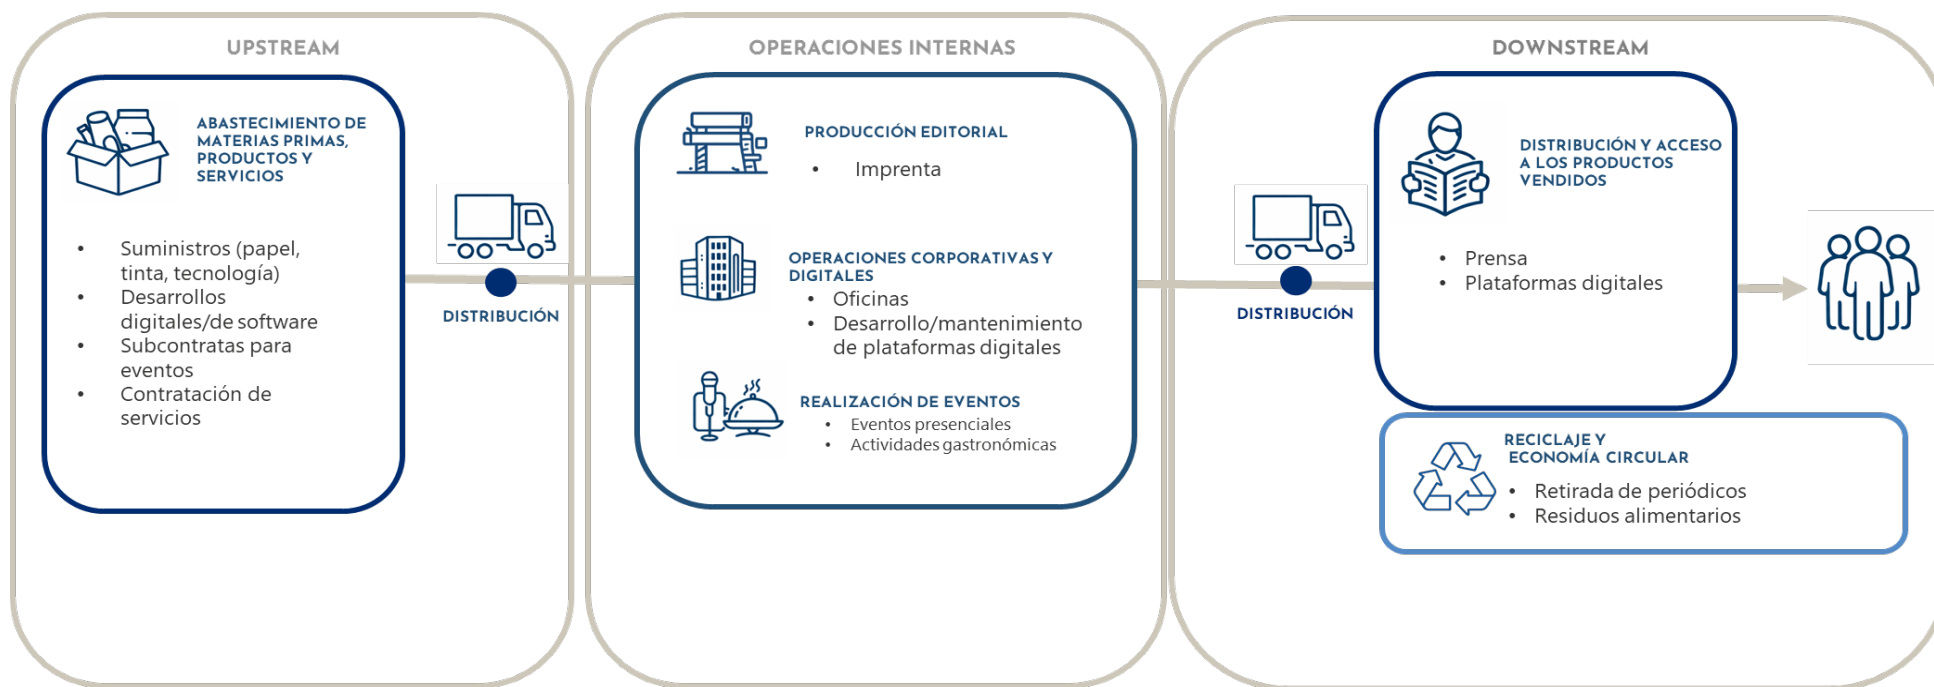 UPSTREAM
ABASTECIMIENTO DE
MATERIAS PRIMAS,
PRODUCTOS Y
SERVICIOS
• Suministros (papel,
tinta, tecnología)
• Desarrollos
digitales/de software
• Subcontratas para
eventos
• Contratación de
servicios
DISTRIBUCIÓN
OPERACIONES INTERNAS
PRODUCCIÓN EDITORIAL
• Imprenta
OPERACIONES CORPORATIVAS Y
DIGITALES
• Oficinas
• Desarrollo/mantenimiento
de plataformas digitales
REALIZACIÓN DE EVENTOS
• Eventos presenciales
• Actividades gastronómicas
DISTRIBUCIÓN
DOWNSTREAM
DISTRIBUCIÓN Y ACCESO
A LOS PRODUCTOS
VENDIDOS
• Prensa
• Plataformas digitales
RECICLAJE Y
ECONOMÍA CIRCULAR
• Retirada de periódicos
• Residuos alimentarios